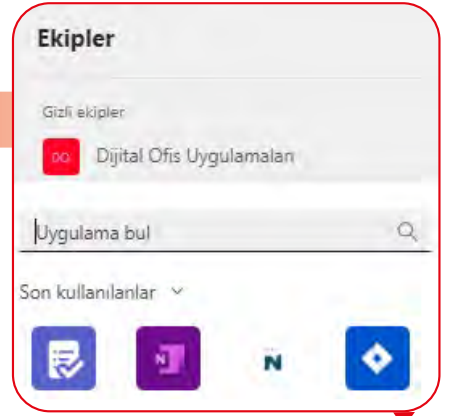 Ekipler
Gizli ekipler
DO Dijital Ofis Uygulamaları
Uygulama bul
Son kullanılanlar
N N